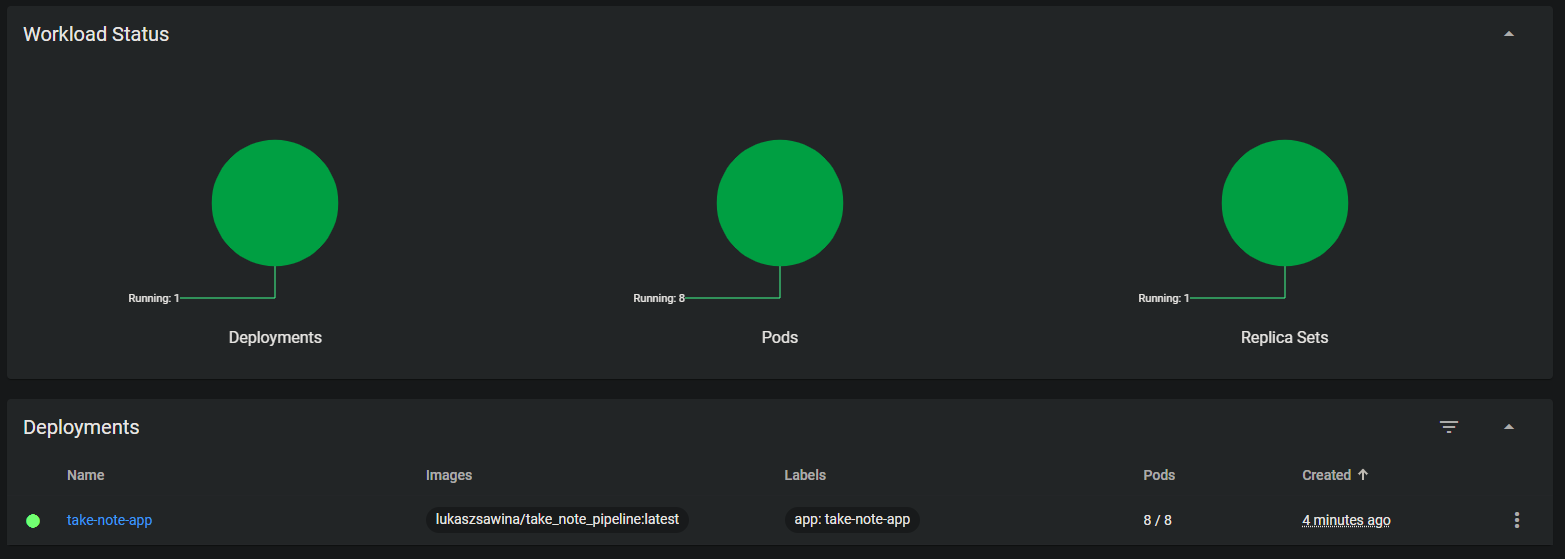 Workload Status
Running: 1
Running: 8
Running: 1
Deployments
Pods
Replica Sets
Deployments
Name Images Labels Pods Created
take-note-app lukaszsawina/take_note_pipeline:latest app: take-note-app 8 / 8 4 minutes ago